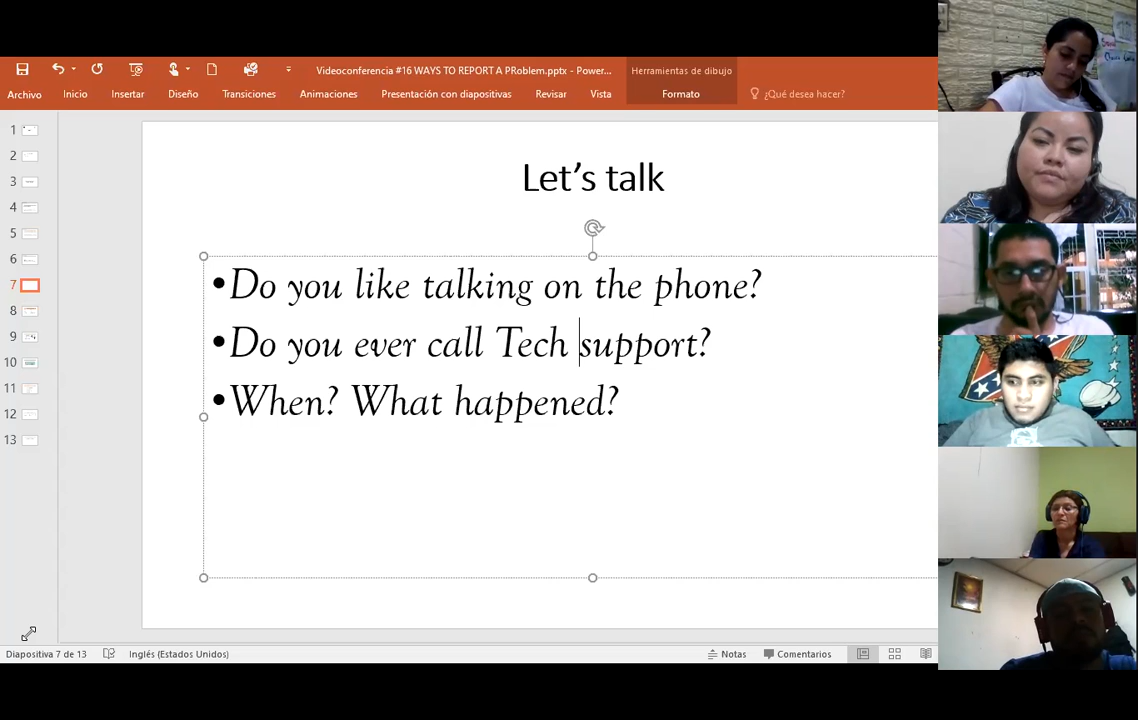 Videoconferencia #16 WAYS TO REPORT A PRoblem.pptx - Power...
Herramientas de dibujo
Archivo
Inicio
Insertar
Diseño
Transiciones
Animaciones
Presentación con diapositivas
Revisar
Vista
Formato
¿Qué desea hacer?
1
2
3
4
5
6
7
8
9
10
11
12
13
Let's talk
•Do you like talking on the phone?
•Do you ever call Tech support?
•When? What happened?
Diapositiva 7 de 13
Inglés (Estados Unidos)
Notas
Comentarios